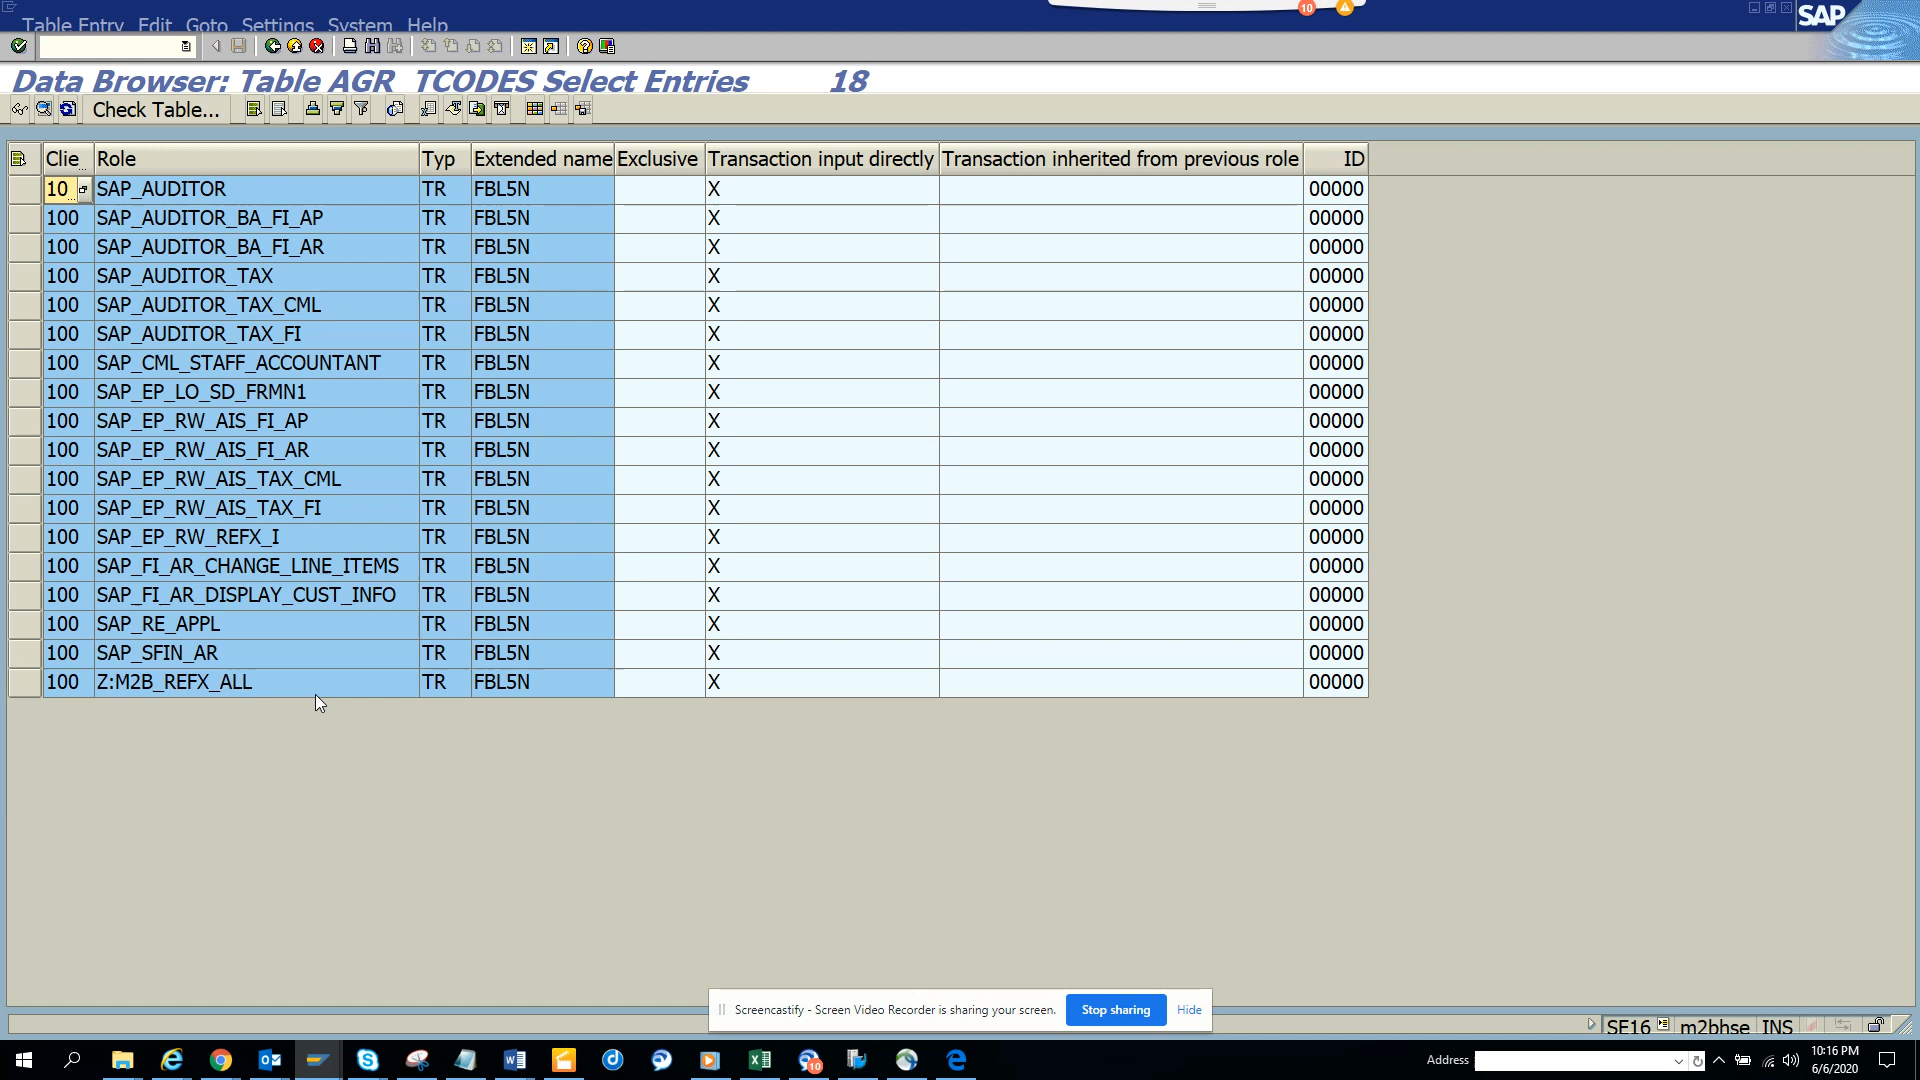 Table Entry Edit Goto Settings System Help
10
SAP
Data Browser: Table AGR_TCODES Select Entries 18
Check Table...
Clie... Role Typ Extended name Exclusive Transaction input directly Transaction inherited from previous role ID
10... SAP_AUDITOR TR FBL5N X 00000
100 SAP_AUDITOR_BA_FI_AP TR FBL5N X 00000
100 SAP_AUDITOR_BA_FI_AR TR FBL5N X 00000
100 SAP_AUDITOR_TAX TR FBL5N X 00000
100 SAP_AUDITOR_TAX_CML TR FBL5N X 00000
100 SAP_AUDITOR_TAX_FI TR FBL5N X 00000
100 SAP_CML_STAFF_ACCOUNTANT TR FBL5N X 00000
100 SAP_EP_LO_SD_FRMN1 TR FBL5N X 00000
100 SAP_EP_RW_AIS_FI_AP TR FBL5N X 00000
100 SAP_EP_RW_AIS_FI_AR TR FBL5N X 00000
100 SAP_EP_RW_AIS_TAX_CML TR FBL5N X 00000
100 SAP_EP_RW_AIS_TAX_FI TR FBL5N X 00000
100 SAP_EP_RW_REFX_I TR FBL5N X 00000
100 SAP_FI_AR_CHANGE_LINE_ITEMS TR FBL5N X 00000
100 SAP_FI_AR_DISPLAY_CUST_INFO TR FBL5N X 00000
100 SAP_RE_APPL TR FBL5N X 00000
100 SAP_SFIN_AR TR FBL5N X 00000
100 Z:M2B_REFX_ALL TR FBL5N X 00000
Screencastify - Screen Video Recorder is sharing your screen. Stop sharing Hide
SE16 m2bhse INS
10 Address 10:16 PM
6/6/2020